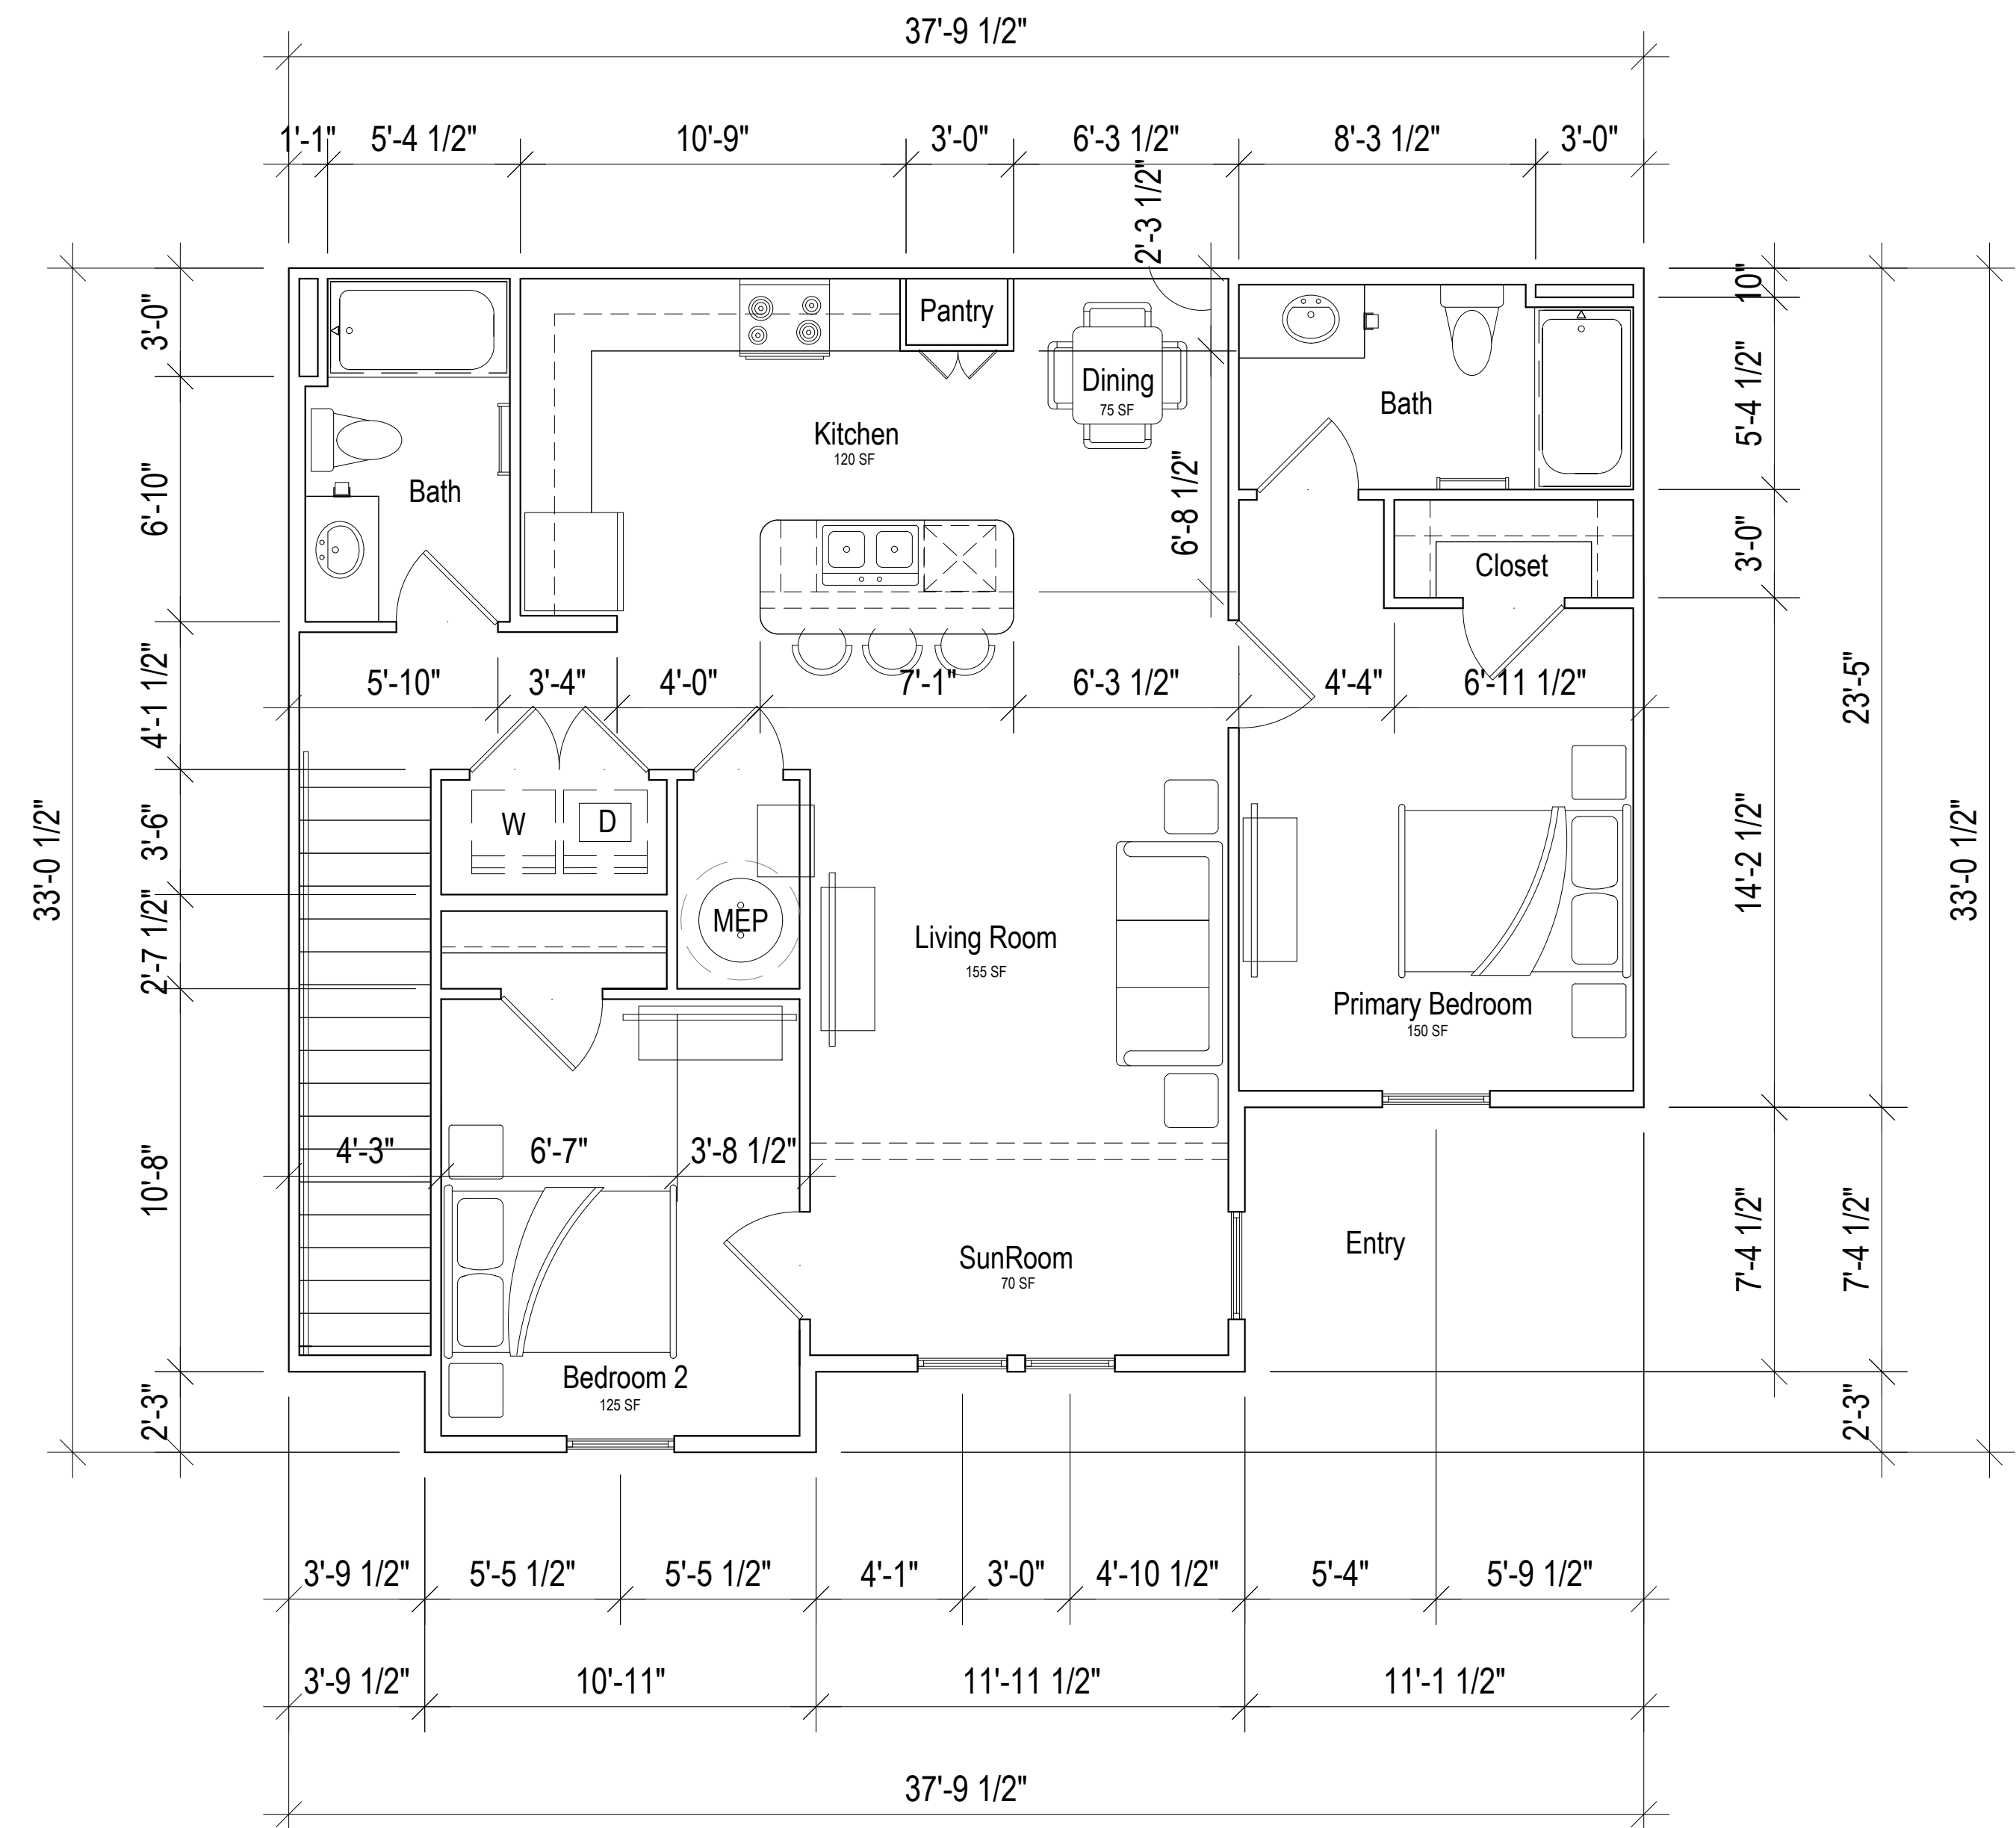 37'-9 1/2"
1'-1"
5'-4 1/2"
10'-9"
3'-0"
6'-3 1/2"
8'-3 1/2"
3'-0"
2'-3 1/2"
10"
3'-0"
Pantry
Dining
75 SF
Bath
5'-4 1/2"
Kitchen
120 SF
6'-10"
Bath
6'-8 1/2"
3'-0"
Closet
4'-1 1/2"
5'-10"
3'-4"
4'-0"
7'-1"
6'-3 1/2"
4'-4"
6'-11 1/2"
23'-5"
33'-0 1/2"
3'-6"
W
D
14'-2 1/2"
33'-0 1/2"
2'-7 1/2"
MEP
Living Room
155 SF
Primary Bedroom
150 SF
10'-8"
4'-3"
6'-7"
3'-8 1/2"
SunRoom
70 SF
Entry
7'-4 1/2"
7'-4 1/2"
2'-3"
Bedroom 2
125 SF
2'-3"
3'-9 1/2"
5'-5 1/2"
5'-5 1/2"
4'-1"
3'-0"
4'-10 1/2"
5'-4"
5'-9 1/2"
3'-9 1/2"
10'-11"
11'-11 1/2"
11'-1 1/2"
37'-9 1/2"